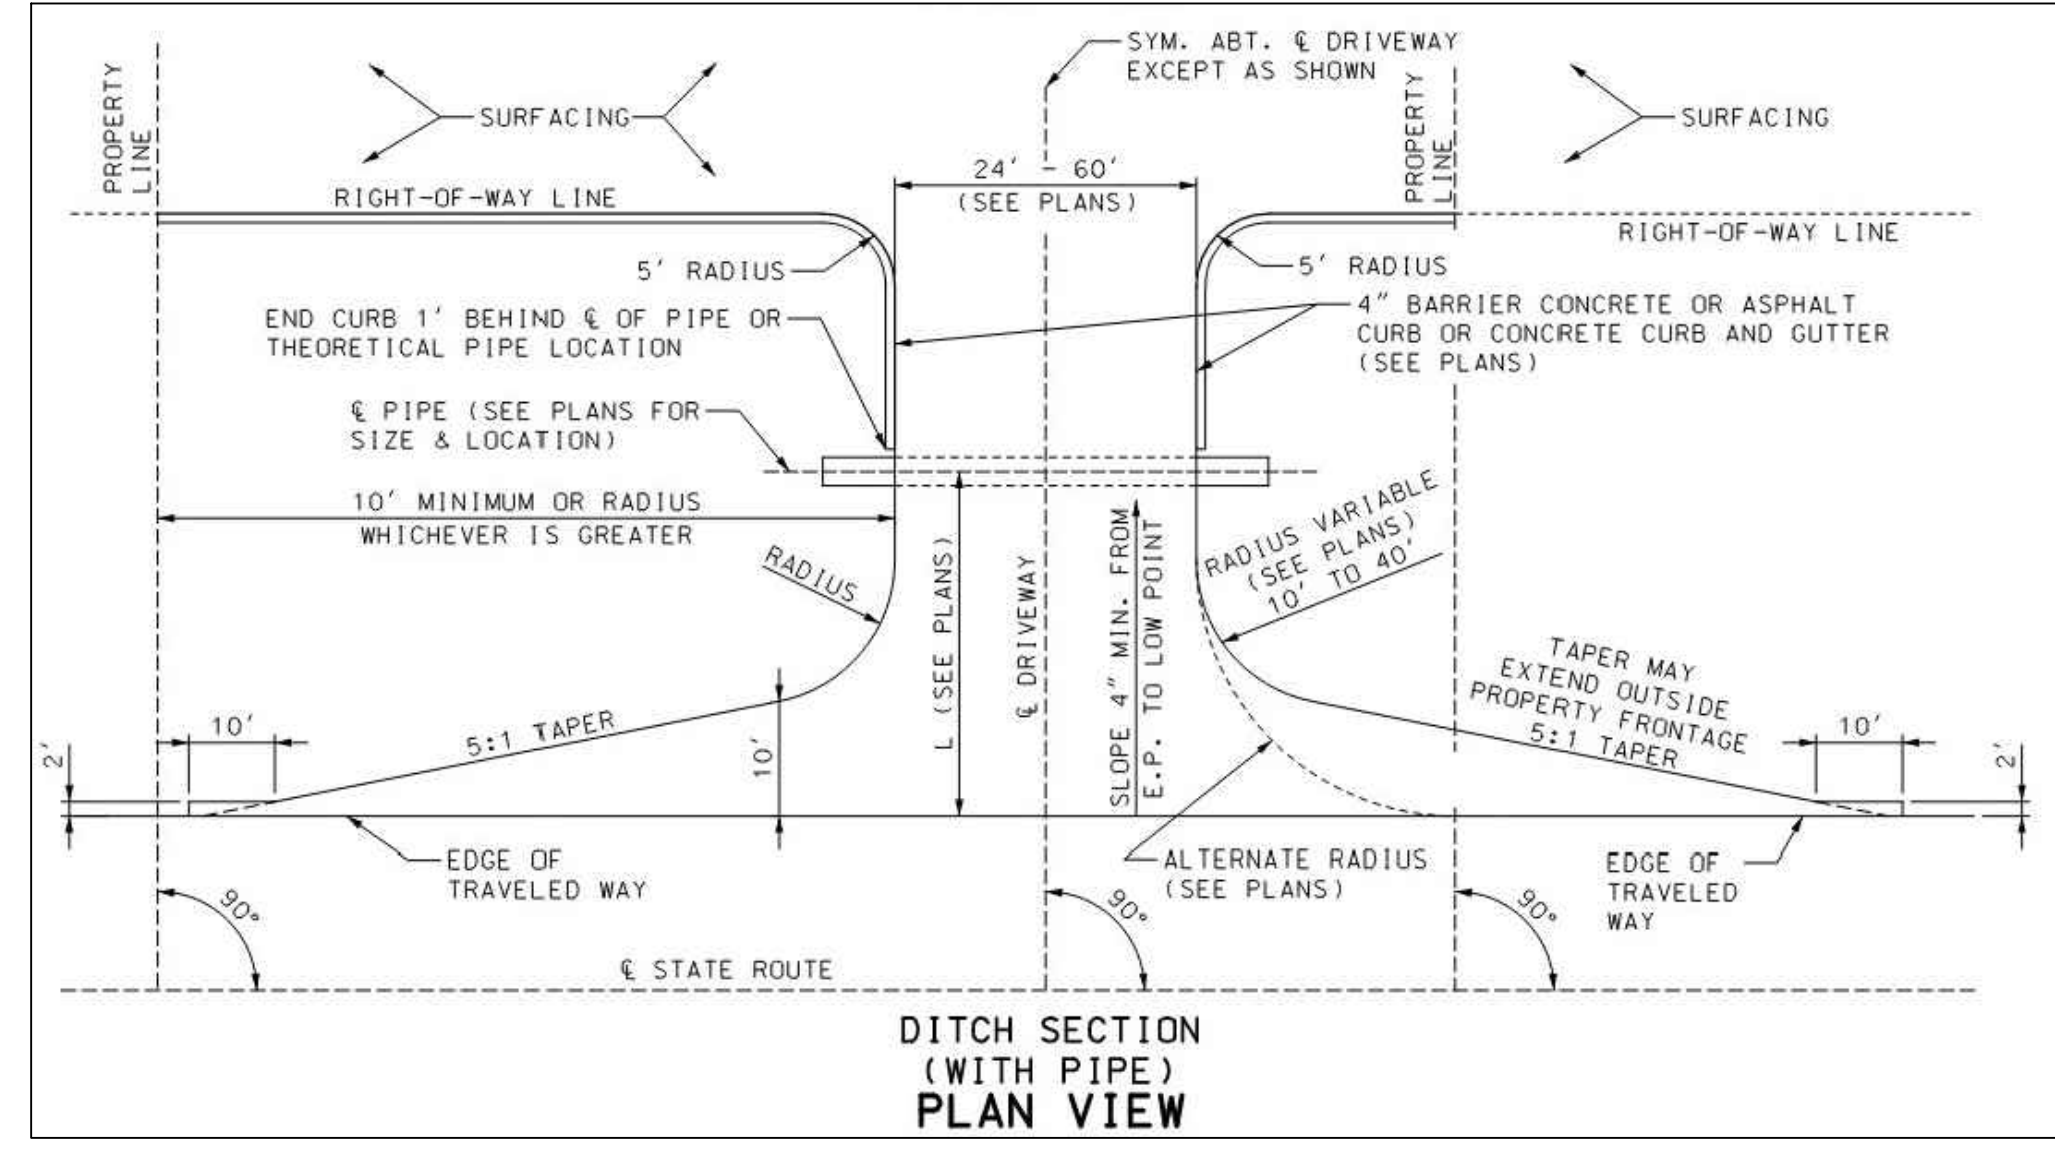 SYM. ABT. ℄ DRIVEWAY
EXCEPT AS SHOWN
PROPERTY
LINE
SURFACING
PROPERTY
LINE
SURFACING
24' - 60'
(SEE PLANS)
RIGHT-OF-WAY LINE
RIGHT-OF-WAY LINE
5' RADIUS
5' RADIUS
END CURB 1' BEHIND ℄ OF PIPE OR
THEORETICAL PIPE LOCATION
4" BARRIER CONCRETE OR ASPHALT
CURB OR CONCRETE CURB AND GUTTER
(SEE PLANS)
℄ PIPE (SEE PLANS FOR
SIZE & LOCATION)
10' MINIMUM OR RADIUS
WHICHEVER IS GREATER
RADIUS
L (SEE PLANS)
℄ DRIVEWAY
SLOPE 4" MIN. FROM
E.P. TO LOW POINT
RADIUS VARIABLE
(SEE PLANS)
10' TO 40'
TAPER MAY
EXTEND OUTSIDE
PROPERTY FRONTAGE
5:1 TAPER
10'
2'
5:1 TAPER
10'
10'
2'
EDGE OF
TRAVELED WAY
ALTERNATE RADIUS
(SEE PLANS)
EDGE OF
TRAVELED
WAY
90°
90°
90°
℄ STATE ROUTE
DITCH SECTION
(WITH PIPE)
PLAN VIEW